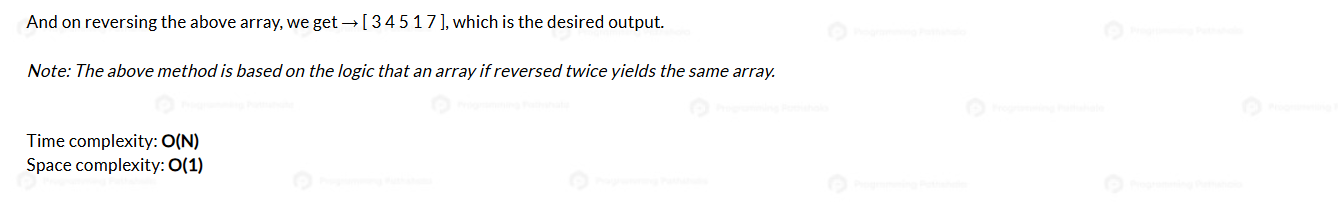 And on reversing the above array, we get → [ 3 4 5 1 7 ], which is the desired output.
Note: The above method is based on the logic that an array if reversed twice yields the same array.
Time complexity: O(N)
Space complexity: O(1)